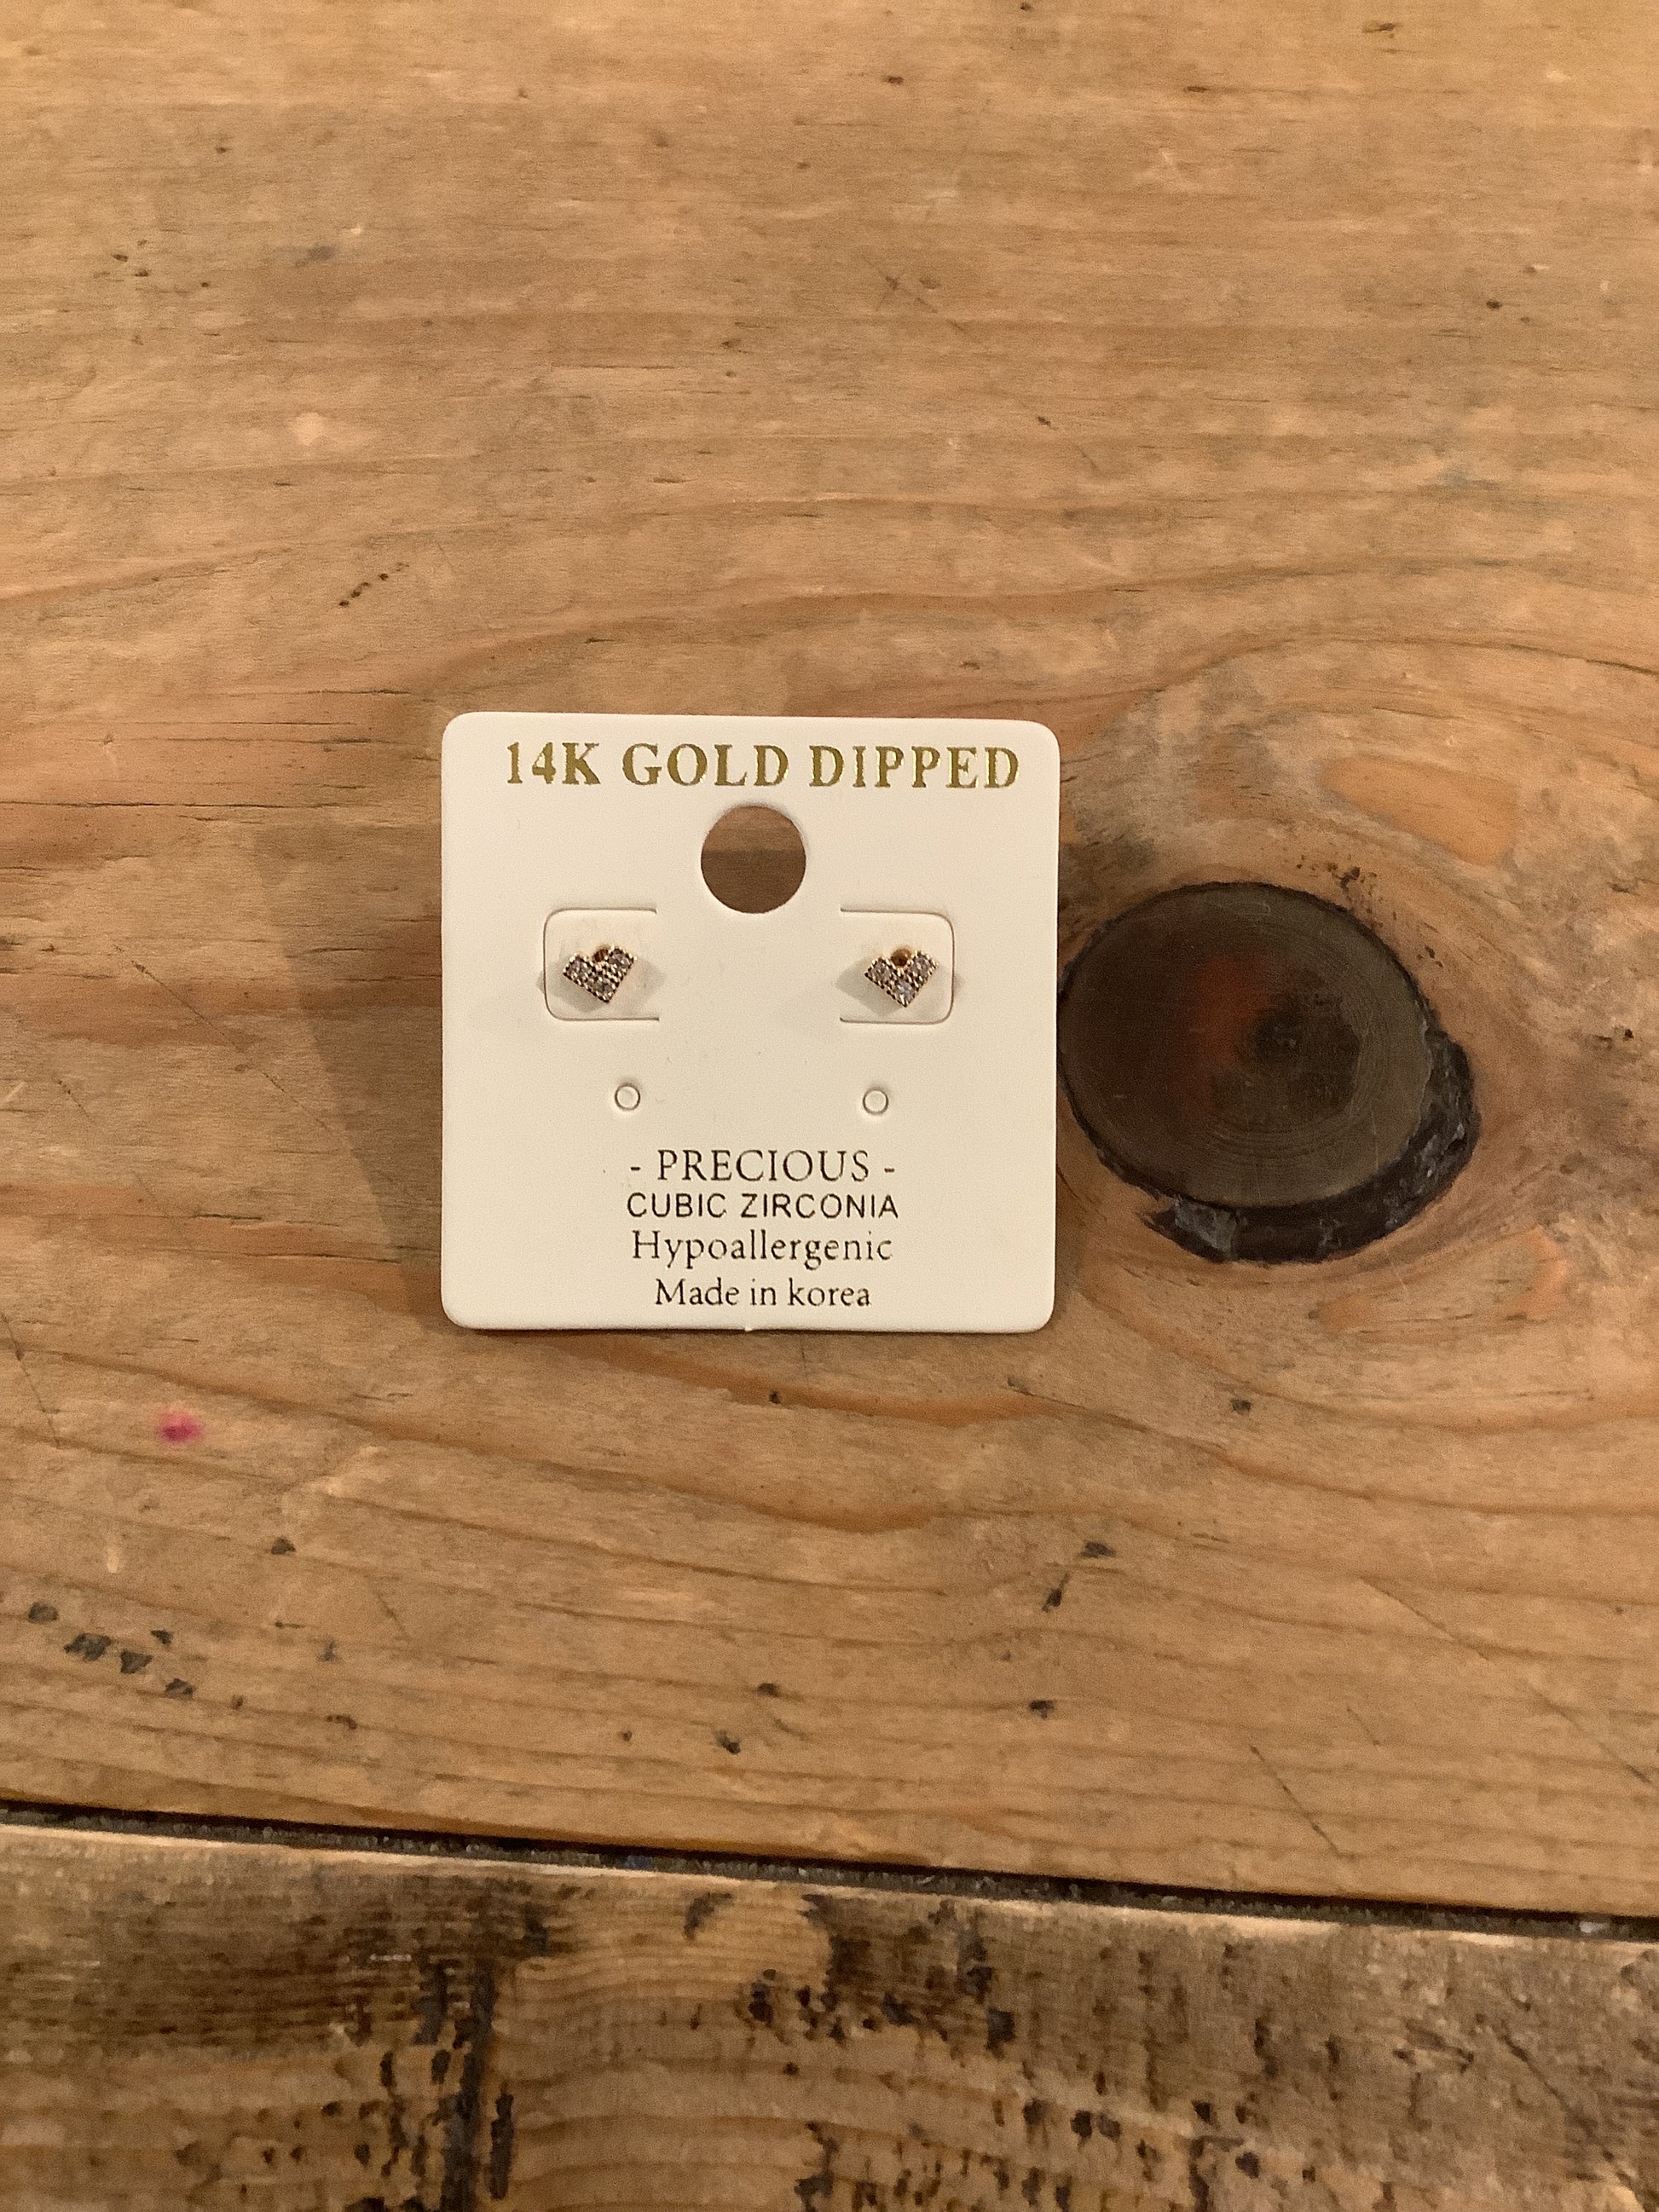 14K GOLD DIPPED
- PRECIOUS -
CUBIC ZIRCONIA
Hypoallergenic
Made in korea